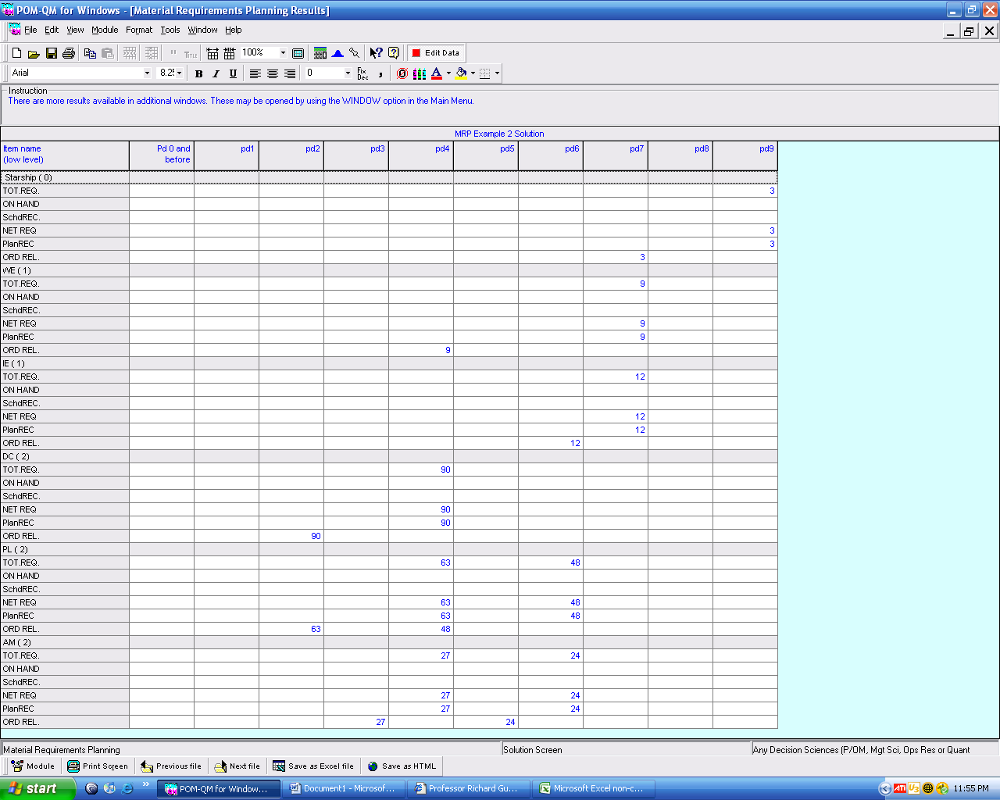 POM-QM for Windows - [Material Requirements Planning Results]
File Edit View Module Format Tools Window Help
100% Edit Data
Arial 8.2 B I U 0 Fix Dec , A
Instruction
There are more results available in additional windows. These may be opened by using the WINDOW option in the Main Menu.
MRP Example 2 Solution
Item name (low level) Pd 0 and before pd1 pd2 pd3 pd4 pd5 pd6 pd7 pd8 pd9
Starship ( 0)
TOT.REQ. 3
ON HAND
SchdREC.
NET REQ 3
PlanREC 3
ORD REL. 3
WE ( 1)
TOT.REQ. 9
ON HAND
SchdREC.
NET REQ 9
PlanREC 9
ORD REL. 9
IE ( 1)
TOT.REQ. 12
ON HAND
SchdREC.
NET REQ 12
PlanREC 12
ORD REL. 12
DC ( 2)
TOT.REQ. 90
ON HAND
SchdREC.
NET REQ 90
PlanREC 90
ORD REL. 90
PL ( 2)
TOT.REQ. 63 48
ON HAND
SchdREC.
NET REQ 63 48
PlanREC 63 48
ORD REL. 63 48
AM ( 2)
TOT.REQ. 27 24
ON HAND
SchdREC.
NET REQ 27 24
PlanREC 27 24
ORD REL. 27 24
Material Requirements Planning Solution Screen Any Decision Sciences (P/OM, Mgt Sci, Ops Res or Quant
Module Print Screen Previous file Next file Save as Excel file Save as HTML
start POM-QM for Window... Document1 - Microsof... Professor Richard Gu... Microsoft Excel non-c... 11:55 PM